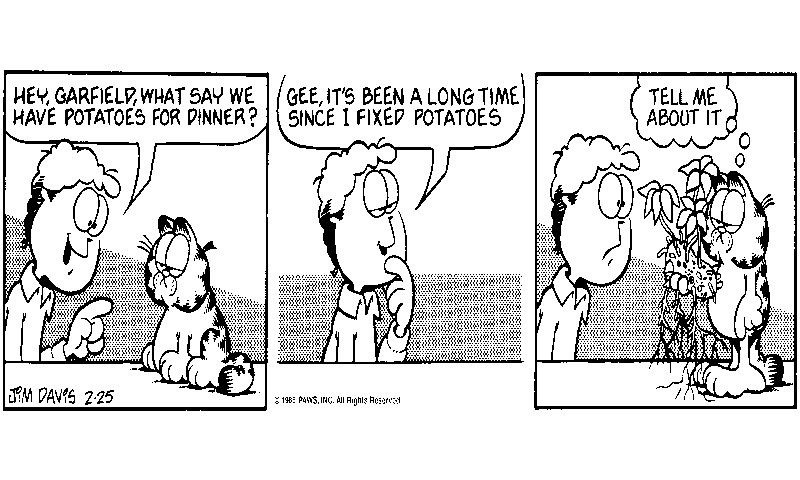 HEY, GARFIELD, WHAT SAY WE
HAVE POTATOES FOR DINNER?
JIM DAVIS 2-25
GEE, IT'S BEEN A LONG TIME
SINCE I FIXED POTATOES
PAWS, INC. All Rights Reserved
TELL ME
ABOUT IT